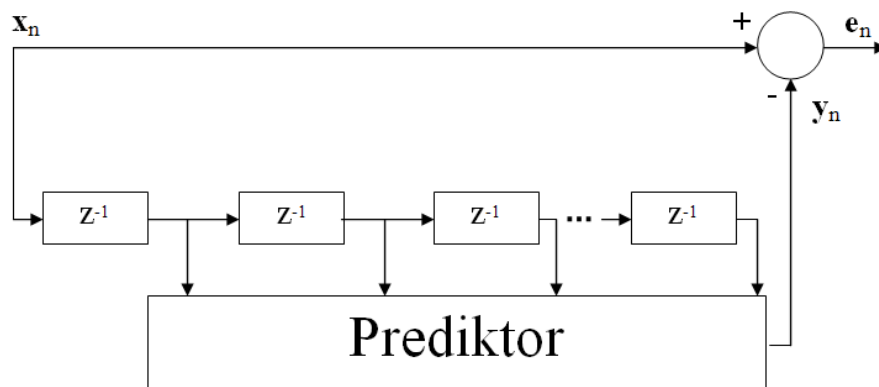 xₙ
+
eₙ
-
yₙ
z⁻¹ z⁻¹ z⁻¹ ... z⁻¹
Prediktor